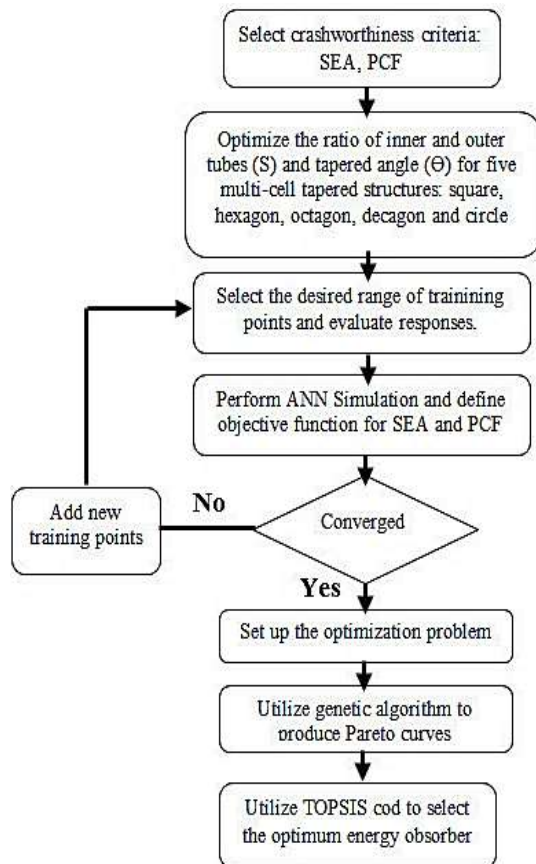 Select crashworthiness criteria:
SEA, PCF
Optimize the ratio of inner and outer
tubes (S) and tapered angle (Θ) for five
multi-cell tapered structures: square,
hexagon, octagon, decagon and circle
Select the desired range of trainining
points and evaluate responses.
Perform ANN Simulation and define
objective function for SEA and PCF
Converged
No
Add new
training points
Yes
Set up the optimization problem
Utilize genetic algorithm to
produce Pareto curves
Utilize TOPSIS cod to select
the optimum energy obsorber